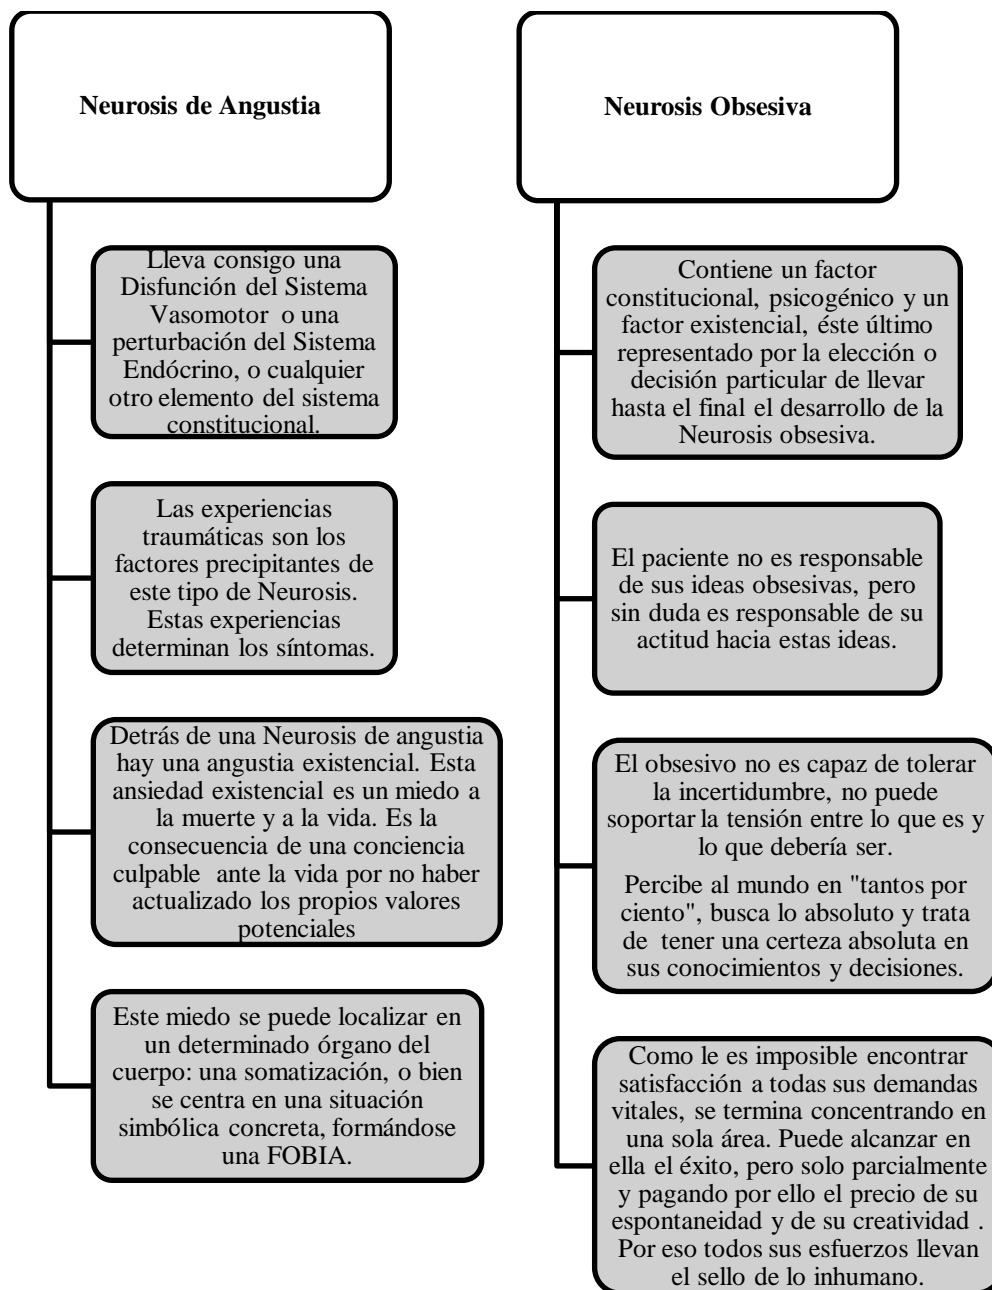 Neurosis de Angustia
Lleva consigo una
Disfunción del Sistema
Vasomotor o una
perturbación del Sistema
Endócrino, o cualquier
otro elemento del sistema
constitucional.
Las experiencias
traumáticas son los
factores precipitantes de
este tipo de Neurosis.
Estas experiencias
determinan los síntomas.
Detrás de una Neurosis de angustia
hay una angustia existencial. Esta
ansiedad existencial es un miedo a
la muerte y a la vida. Es la
consecuencia de una conciencia
culpable ante la vida por no haber
actualizado los propios valores
potenciales
Este miedo se puede localizar en
un determinado órgano del
cuerpo: una somatización, o bien
se centra en una situación
simbólica concreta, formándose
una FOBIA.
Neurosis Obsesiva
Contiene un factor
constitucional, psicogénico y un
factor existencial, éste último
representado por la elección o
decisión particular de llevar
hasta el final el desarrollo de la
Neurosis obsesiva.
El paciente no es responsable
de sus ideas obsesivas, pero
sin duda es responsable de su
actitud hacia estas ideas.
El obsesivo no es capaz de tolerar
la incertidumbre, no puede
soportar la tensión entre lo que es y
lo que debería ser.
Percibe al mundo en "tantos por
ciento", busca lo absoluto y trata
de tener una certeza absoluta en
sus conocimientos y decisiones.
Como le es imposible encontrar
satisfacción a todas sus demandas
vitales, se termina concentrando en
una sola área. Puede alcanzar en
ella el éxito, pero solo parcialmente
y pagando por ello el precio de su
espontaneidad y de su creatividad .
Por eso todos sus esfuerzos llevan
el sello de lo inhumano.